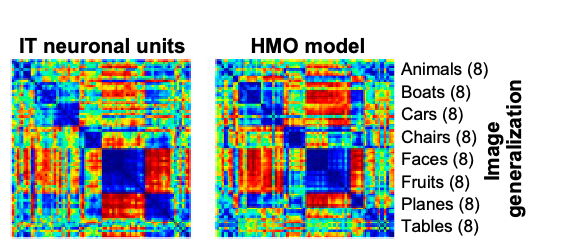 IT neuronal units
HMO model
Animals (8)
Boats (8)
Cars (8)
Chairs (8)
Faces (8)
Fruits (8)
Planes (8)
Tables (8)
Image
generalization